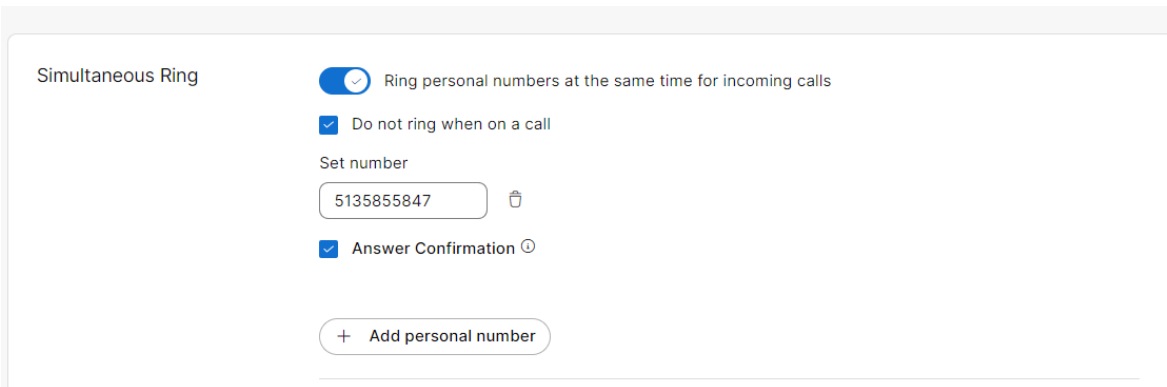 Simultaneous Ring
Ring personal numbers at the same time for incoming calls
Do not ring when on a call
Set number
5135855847
Answer Confirmation
+ Add personal number